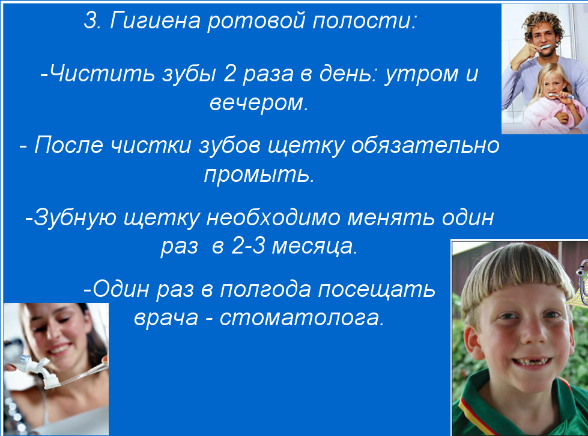 3. Гигиена ротовой полости:
-Чистить зубы 2 раза в день: утром и
вечером.
- После чистки зубов щетку обязательно
промыть.
-Зубную щетку необходимо менять один
раз в 2-3 месяца.
-Один раз в полгода посещать
врача - стоматолога.